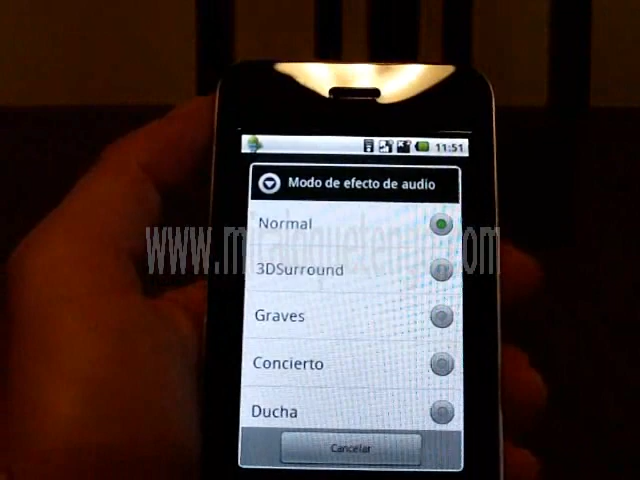 11:51
Modo de efecto de audio
Normal
3DSurround
Graves
Concierto
Ducha
Cancelar